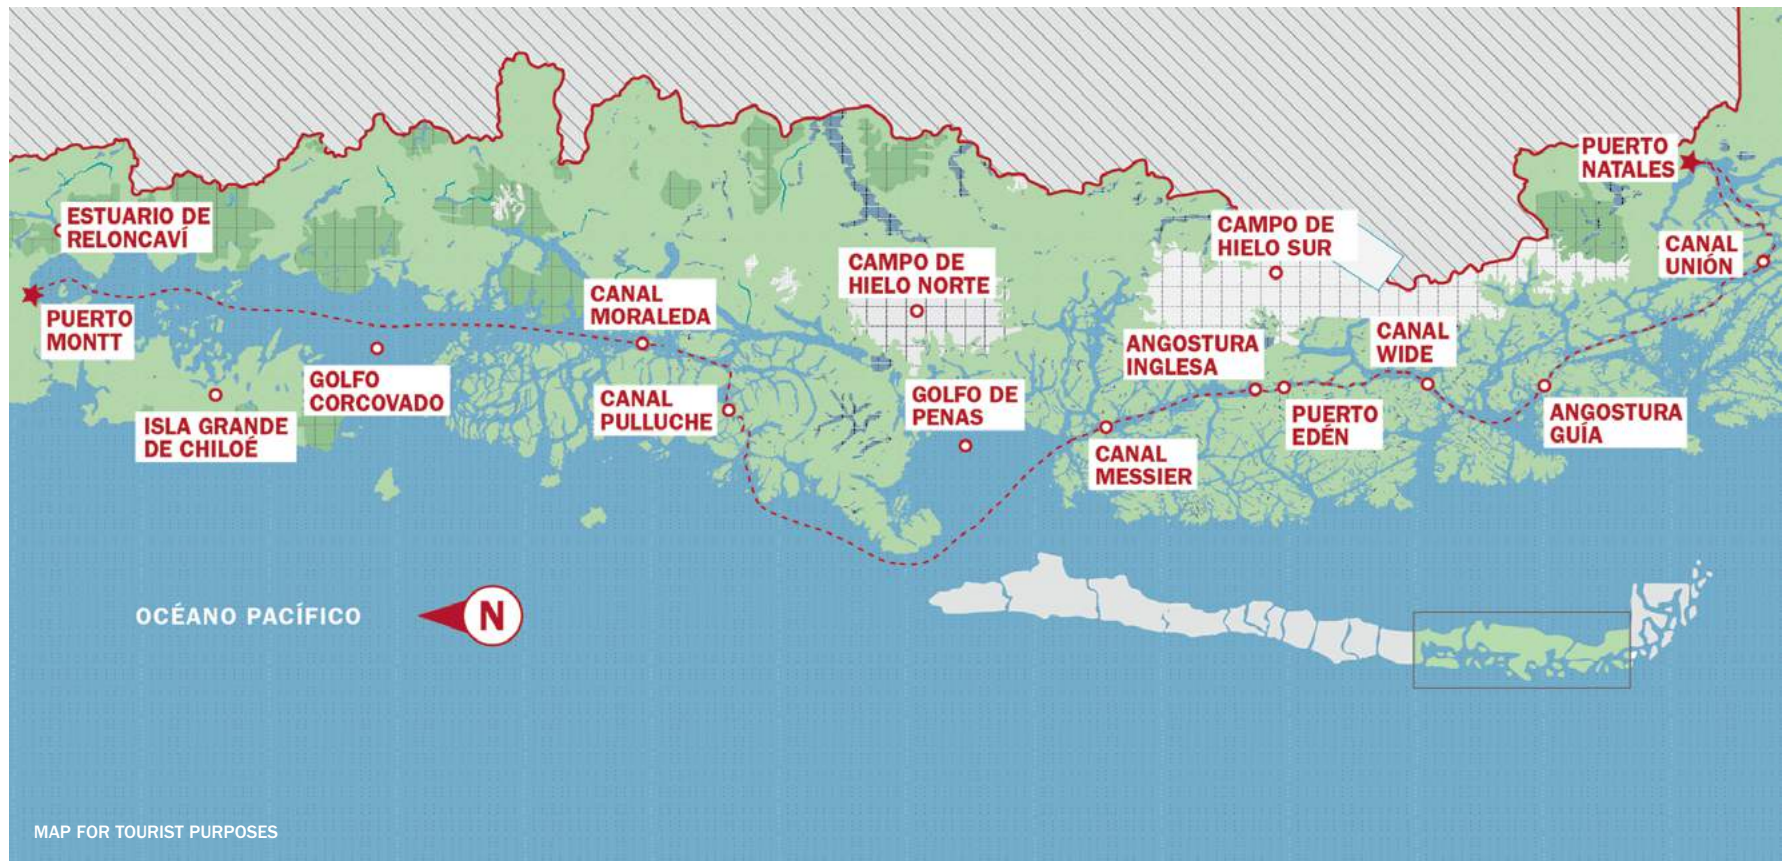 ESTUARIO DE
RELONCAVÍ
PUERTO
MONTT
ISLA GRANDE
DE CHILOÉ
GOLFO
CORCOVADO
CANAL
MORALEDA
CANAL
PULLUCHE
CAMPO DE
HIELO NORTE
GOLFO DE
PENAS
CANAL
MESSIER
ANGOSTURA
INGLESA
PUERTO
EDÉN
CAMPO DE
HIELO SUR
CANAL
WIDE
ANGOSTURA
GUÍA
CANAL
UNIÓN
PUERTO
NATALES
OCÉANO PACÍFICO
N
MAP FOR TOURIST PURPOSES